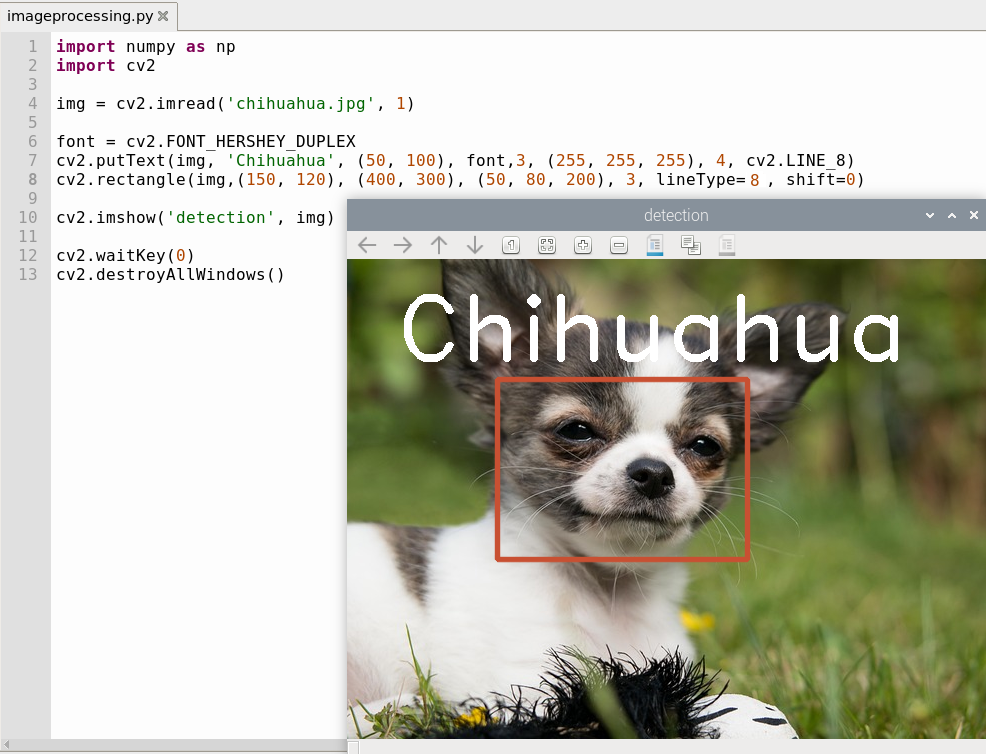 imageprocessing.py
1 import numpy as np
2 import cv2
3
4 img = cv2.imread('chihuahua.jpg', 1)
5
6 font = cv2.FONT_HERSHEY_DUPLEX
7 cv2.putText(img, 'Chihuahua', (50, 100), font,3, (255, 255, 255), 4, cv2.LINE_8)
8 cv2.rectangle(img,(150, 120), (400, 300), (50, 80, 200), 3, lineType=8 , shift=0)
9
10 cv2.imshow('detection', img)
11
12 cv2.waitKey(0)
13 cv2.destroyAllWindows()
detection
1
Chihuahua